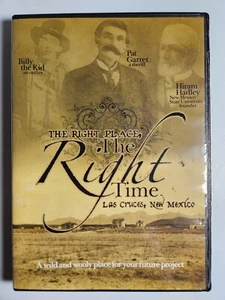 Billy
the Kid
an outlaw
Pat
Garret
a sheriff
Hiram
Hadley
New Mexico
State University
founder
THE RIGHT PLACE,
The
Right
Time
Las Cruces, New Mexico
A wild and wooly place for your future project